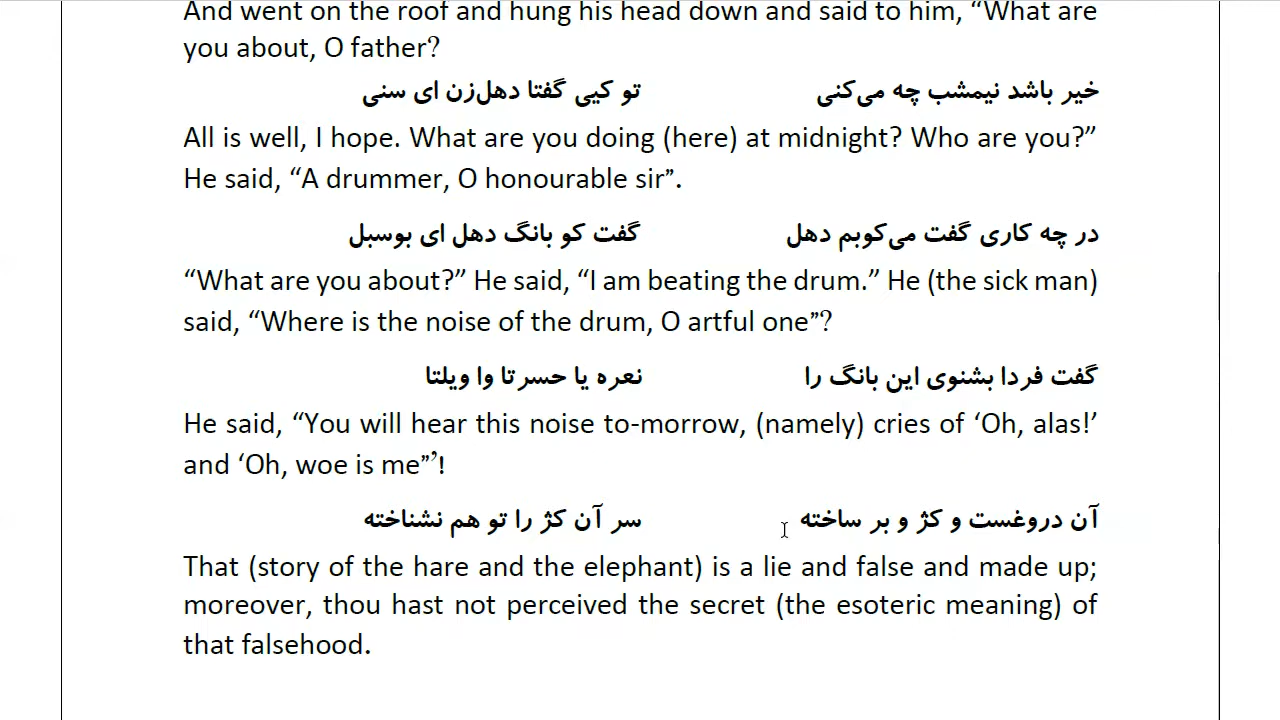 And went on the roof and hung his head down and said to him, “What are
you about, O father?
خیر باشد نیمشب چه می‌کنی تو کیی گفتا دهل‌زن ای سنی
All is well, I hope. What are you doing (here) at midnight? Who are you?”
He said, “A drummer, O honourable sir”.
در چه کاری گفت می‌کوبم دهل گفت کو بانگ دهل ای بوسبل
“What are you about?” He said, “I am beating the drum.” He (the sick man)
said, “Where is the noise of the drum, O artful one”?
گفت فردا بشنوی این بانگ را نعره یا حسرتا وا ویلتا
He said, “You will hear this noise to-morrow, (namely) cries of ‘Oh, alas!’
and ‘Oh, woe is me”’!
آن دروغست و کژ و بر ساخته سر آن کژ را تو هم نشناخته
That (story of the hare and the elephant) is a lie and false and made up;
moreover, thou hast not perceived the secret (the esoteric meaning) of
that falsehood.